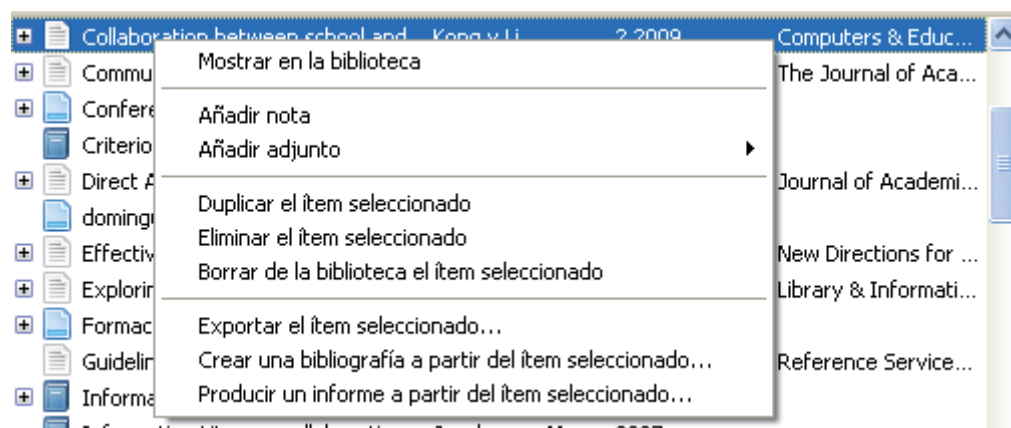 Collaboration between school and... Kong y Li 2 2009 Computers & Educ...
Mostrar en la biblioteca
Commu The Journal of Aca...
Confere
Añadir nota
Criterio
Añadir adjunto
Direct A Journal of Academi...
Duplicar el ítem seleccionado
domingu
Eliminar el ítem seleccionado
Effectiv New Directions for ...
Borrar de la biblioteca el ítem seleccionado
Explorin Library & Informati...
Formac
Exportar el ítem seleccionado...
Guidelin Reference Service...
Crear una bibliografía a partir del ítem seleccionado...
Informa
Producir un informe a partir del ítem seleccionado...